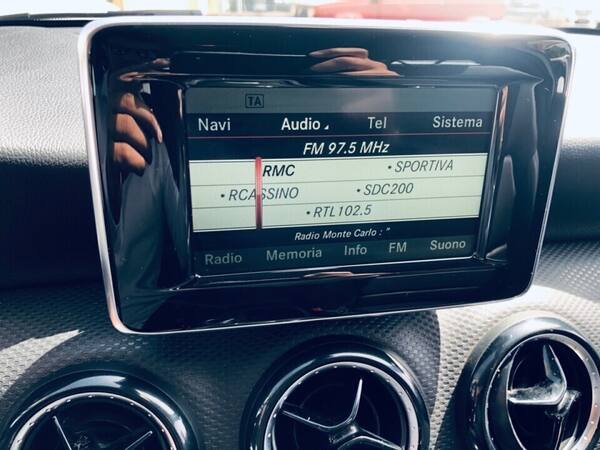 TA
Navi Audio Tel Sistema
FM 97.5 MHz
RMC • SPORTIVA
• RCASSINO • SDC200
• RTL102.5
Radio Monte Carlo : "
Radio Memoria Info FM Suono